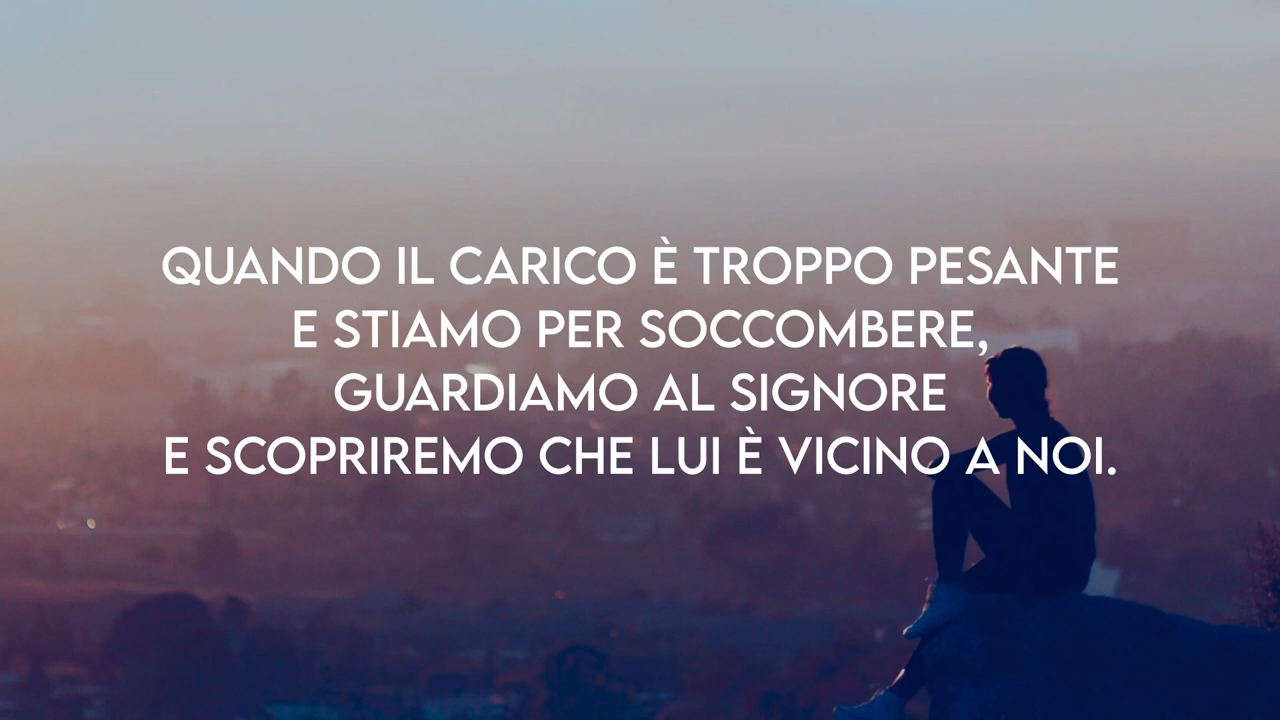 QUANDO IL CARICO È TROPPO PESANTE
E STIAMO PER SOCCOMBERE,
GUARDIAMO AL SIGNORE
E SCOPRIREMO CHE LUI È VICINO A NOI.